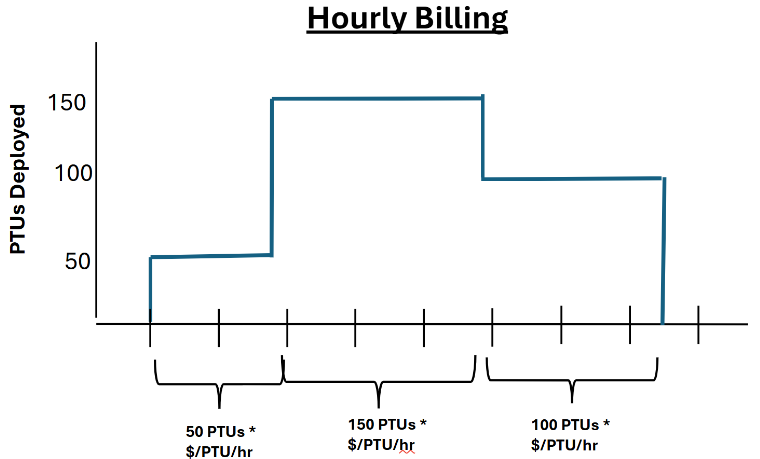 Hourly Billing
PTUs Deployed
150
100
50
50 PTUs *
$/PTU/hr
150 PTUs *
$/PTU/hr
100 PTUs *
$/PTU/hr